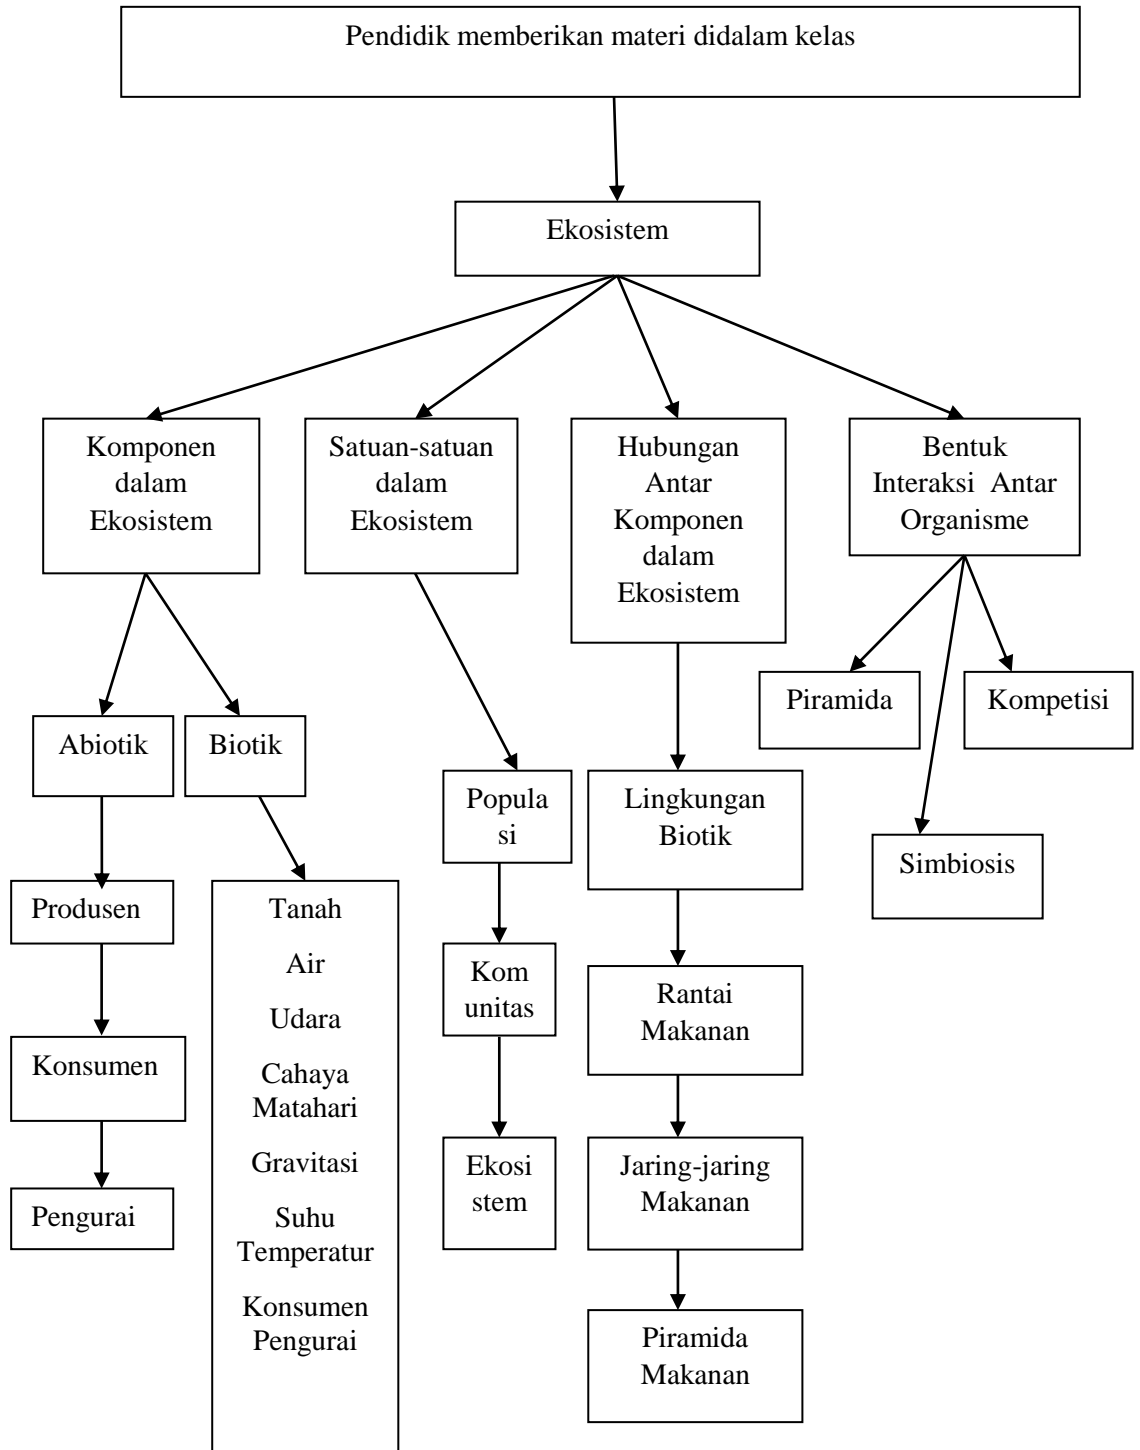 Pendidik memberikan materi didalam kelas
Ekosistem
Komponen
dalam
Ekosistem
Satuan-satuan
dalam
Ekosistem
Hubungan
Antar
Komponen
dalam
Ekosistem
Bentuk
Interaksi Antar
Organisme
Abiotik
Biotik
Piramida
Kompetisi
Popula
si
Lingkungan
Biotik
Simbiosis
Produsen
Tanah
Air
Udara
Cahaya
Matahari
Gravitasi
Suhu
Temperatur
Konsumen
Pengurai
Kom
unitas
Rantai
Makanan
Konsumen
Ekosi
stem
Jaring-jaring
Makanan
Pengurai
Piramida
Makanan